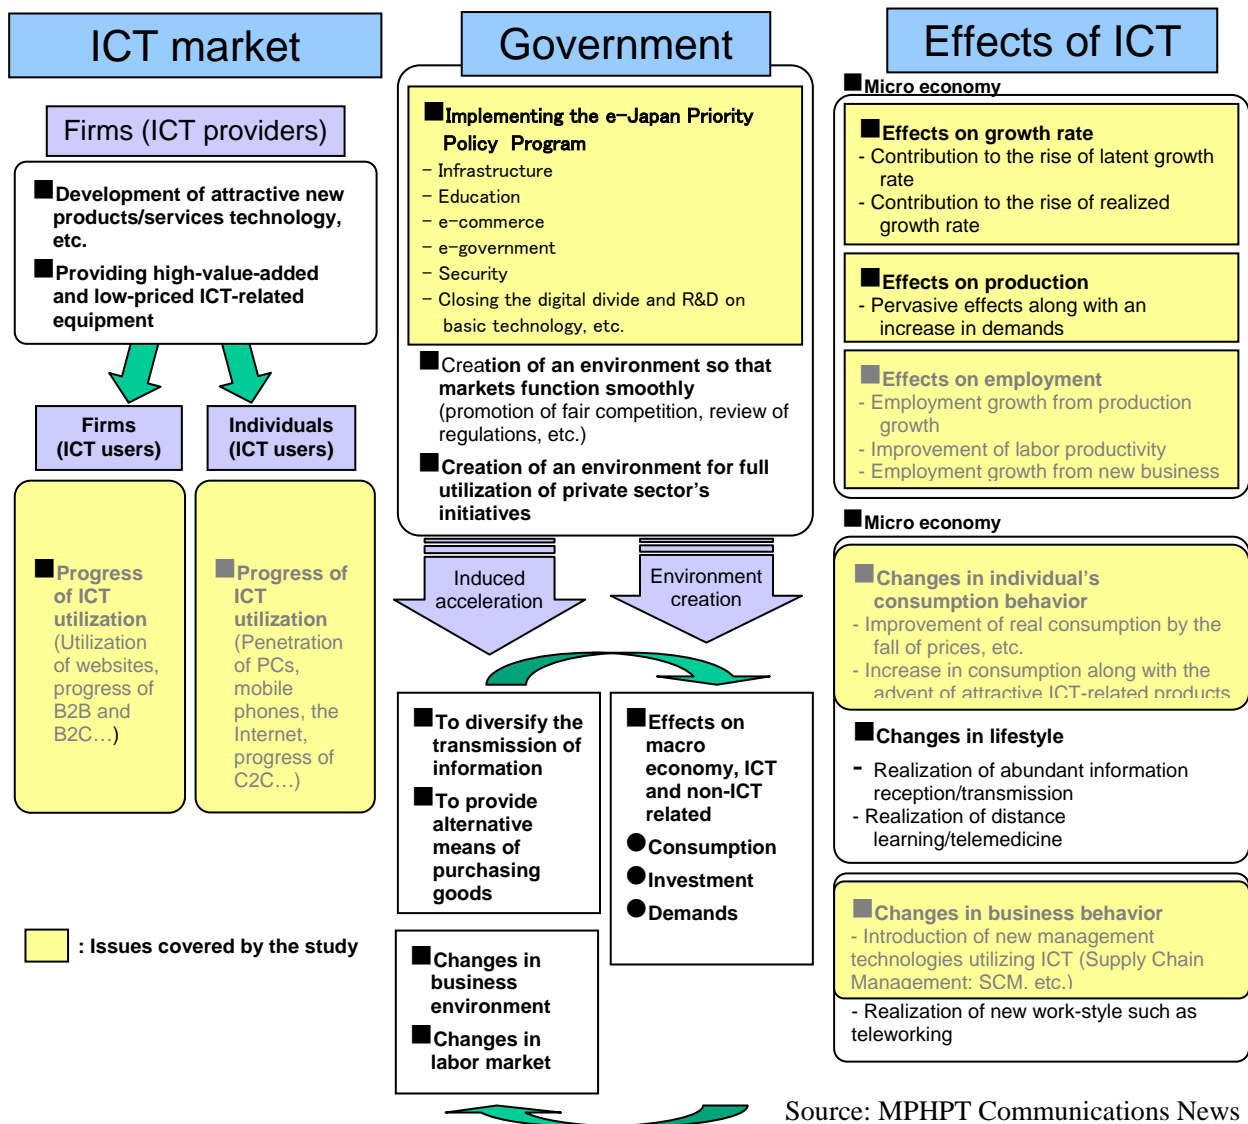 ICT market
Firms (ICT providers)
■Development of attractive new
products/services technology,
etc.
■Providing high-value-added
and low-priced ICT-related
equipment
Firms
(ICT users)
Individuals
(ICT users)
■Progress
of ICT
utilization
(Utilization
of websites,
progress of
B2B and
B2C…)
■Progress of
ICT
utilization
(Penetration
of PCs,
mobile
phones, the
Internet,
progress of
C2C…)
: Issues covered by the study
Government
■Implementing the e-Japan Priority
Policy Program
- Infrastructure
- Education
- e-commerce
- e-government
- Security
- Closing the digital divide and R&D on
basic technology, etc.
■Creation of an environment so that
markets function smoothly
(promotion of fair competition, review of
regulations, etc.)
■Creation of an environment for full
utilization of private sector's
initiatives
Induced
acceleration
Environment
creation
■To diversify the
transmission of
information
■To provide
alternative
means of
purchasing
goods
■Effects on
macro
economy, ICT
and non-ICT
related
●Consumption
●Investment
●Demands
■Changes in
business
environment
■Changes in
labor market
Effects of ICT
■Micro economy
■Effects on growth rate
- Contribution to the rise of latent growth
rate
- Contribution to the rise of realized
growth rate
■Effects on production
- Pervasive effects along with an
increase in demands
■Effects on employment
- Employment growth from production
growth
- Improvement of labor productivity
- Employment growth from new business
■Micro economy
■Changes in individual's
consumption behavior
- Improvement of real consumption by the
fall of prices, etc.
- Increase in consumption along with the
advent of attractive ICT-related products
■Changes in lifestyle
- Realization of abundant information
reception/transmission
- Realization of distance
learning/telemedicine
■Changes in business behavior
- Introduction of new management
technologies utilizing ICT (Supply Chain
Management: SCM, etc.)
- Realization of new work-style such as
teleworking
Source: MPHPT Communications News